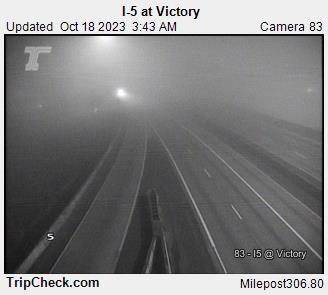 I-5 at Victory
Updated Oct 18 2023 3:43 AM Camera 83
T
S
83 - I5 @ Victory
TripCheck.com Milepost306.80